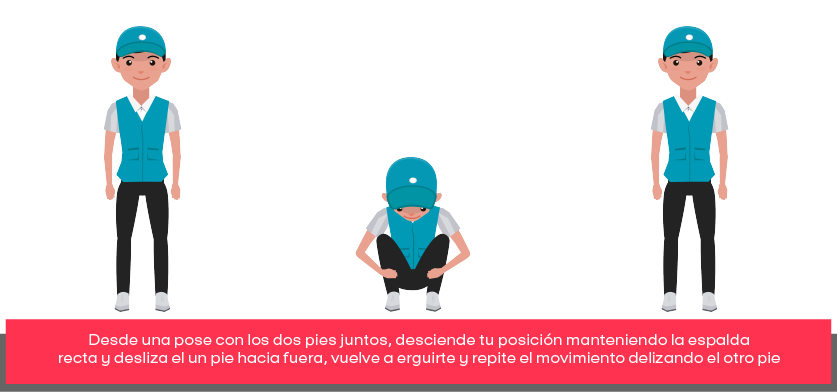 Desde una pose con los dos pies juntos, desciende tu posición manteniendo la espalda
recta y desliza el un pie hacia fuera, vuelve a erguirte y repite el movimiento delizando el otro pie